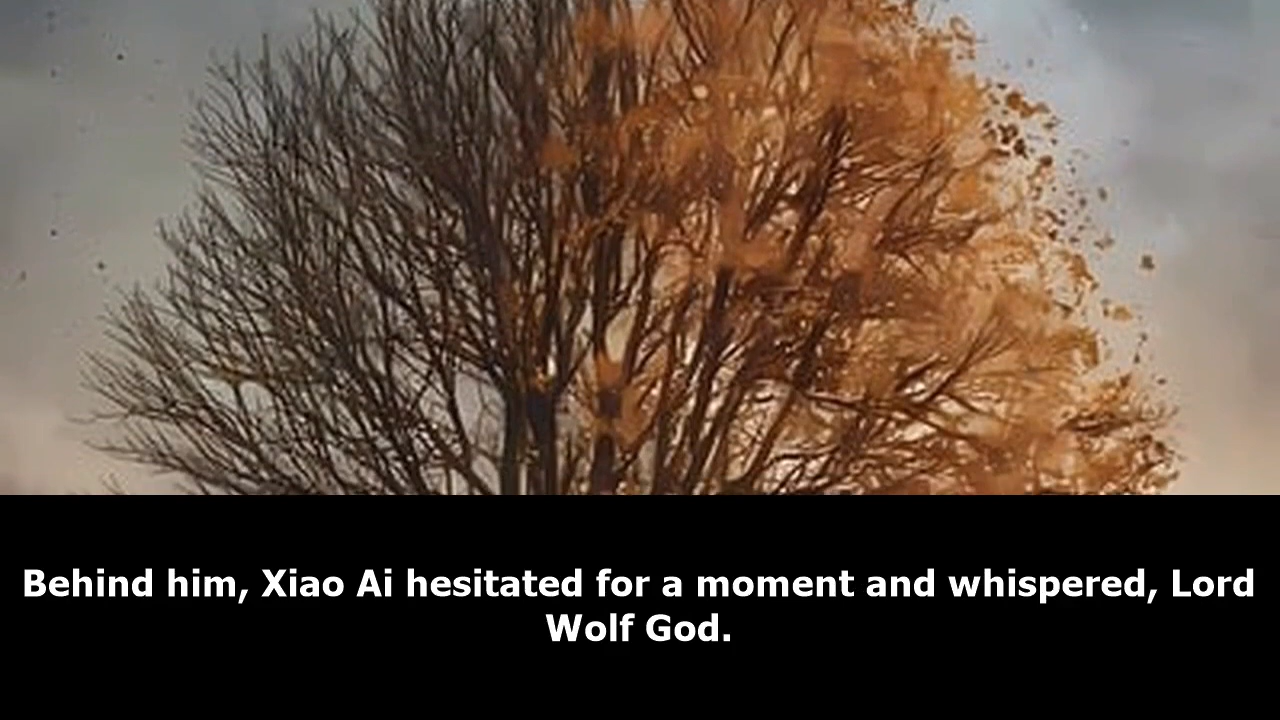 Behind him, Xiao Ai hesitated for a moment and whispered, Lord
Wolf God.